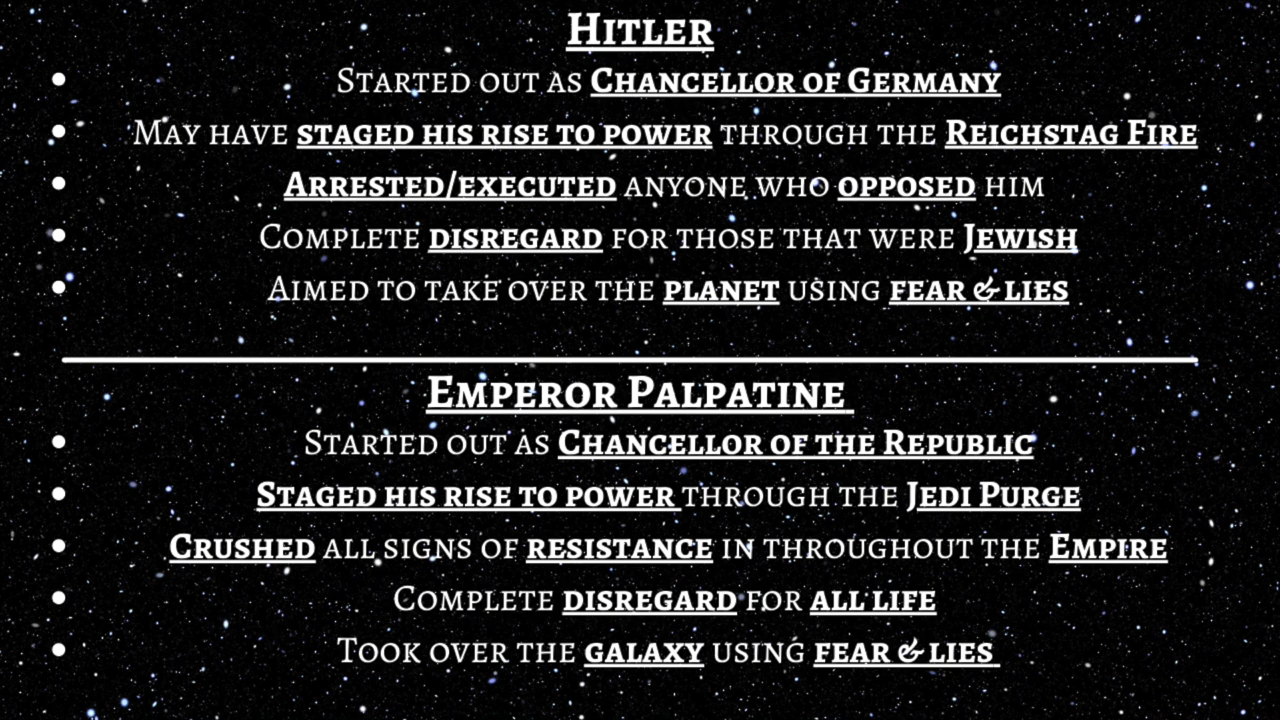 Hitler
Started out as Chancellor of Germany
May have staged his rise to power through the Reichstag Fire
Arrested/executed anyone who opposed him
Complete disregard for those that were Jewish
Aimed to take over the planet using fear & lies
Emperor Palpatine
Started out as Chancellor of the Republic
Staged his rise to power through the Jedi Purge
Crushed all signs of resistance in throughout the Empire
Complete disregard for all life
Took over the galaxy using fear & lies